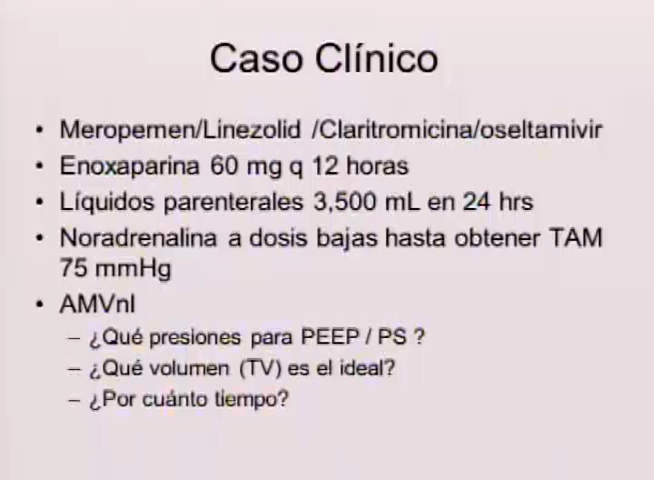 Caso Clínico
• Meropemen/Linezolid /Claritromicina/oseltamivir
• Enoxaparina 60 mg q 12 horas
• Líquidos parenterales 3,500 mL en 24 hrs
• Noradrenalina a dosis bajas hasta obtener TAM
75 mmHg
• AMVnI
– ¿Qué presiones para PEEP / PS ?
– ¿Qué volumen (TV) es el ideal?
– ¿Por cuánto tiempo?